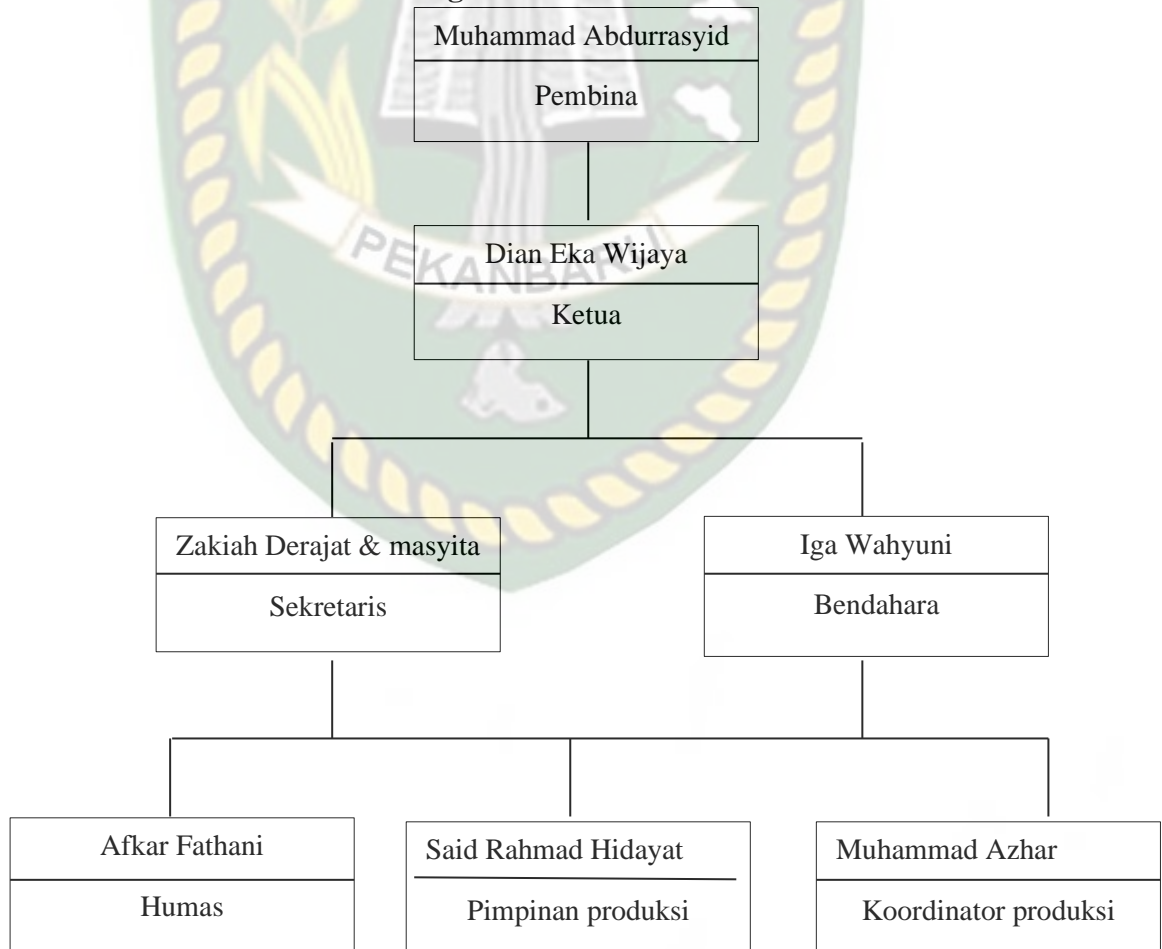 Muhammad Abdurrasyid
Pembina
Dian Eka Wijaya
PEKANBARU
Ketua
Zakiah Derajat & masyita
Iga Wahyuni
Sekretaris
Bendahara
Afkar Fathani
Said Rahmad Hidayat
Muhammad Azhar
Humas
Pimpinan produksi
Koordinator produksi